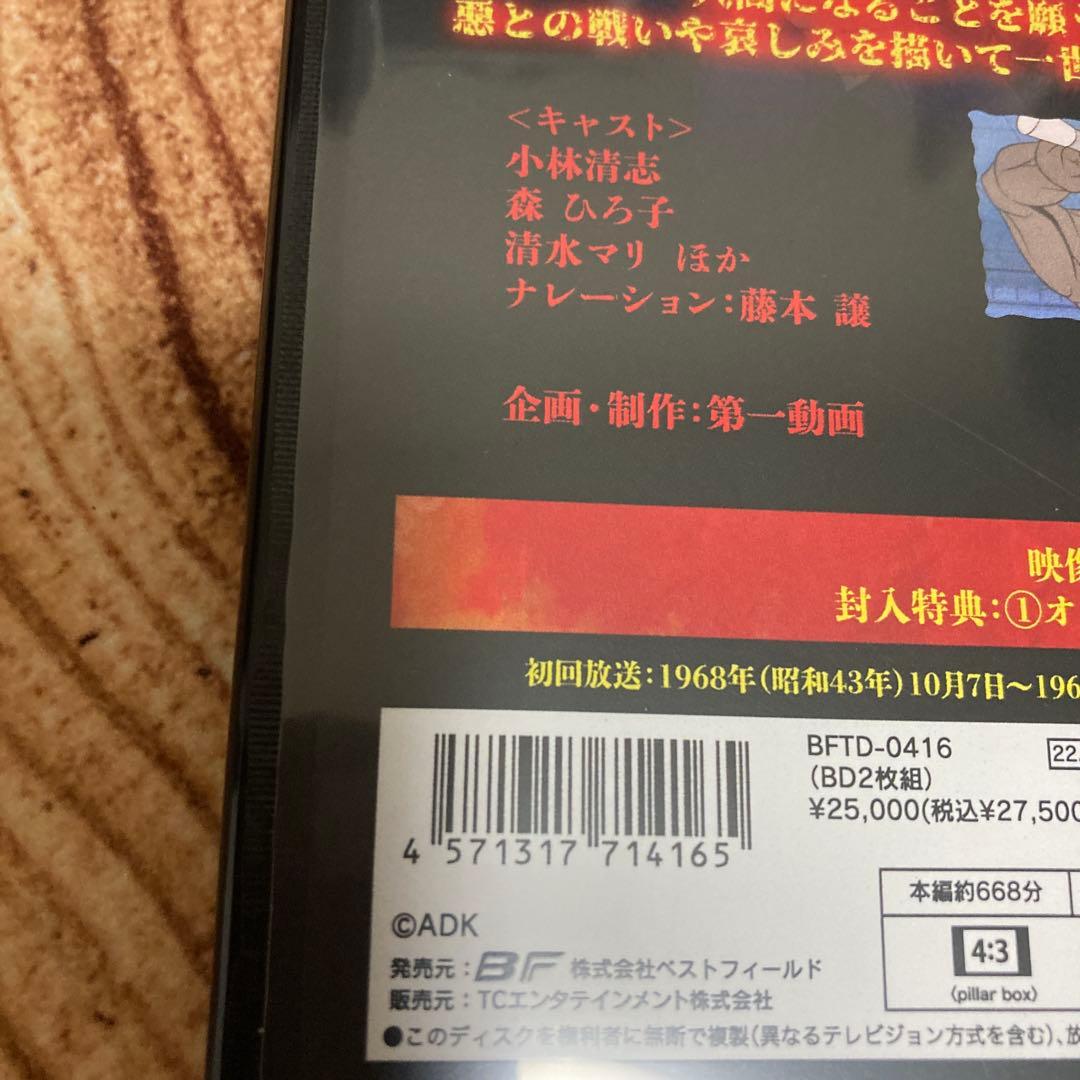 になることを願
悪との戦いや哀しみを描いて一世
<キャスト>
小林清志
森 ひろ子
清水マリ ほか
ナレーション:藤本 譲
企画・制作:第一動画
映像
封入特典:①オ
初回放送:1968年(昭和43年)10月7日〜196
BFTD-0416
22.
(BD2枚組)
¥25,000(税込¥27,500
4 571317 714165
本編約668分
4:3
(pillar box)
©ADK
発売元:BF 株式会社ベストフィールド
販売元:TCエンタテインメント株式会社
●このディスクを権利者に無断で複製(異なるテレビジョン方式を含む)、放